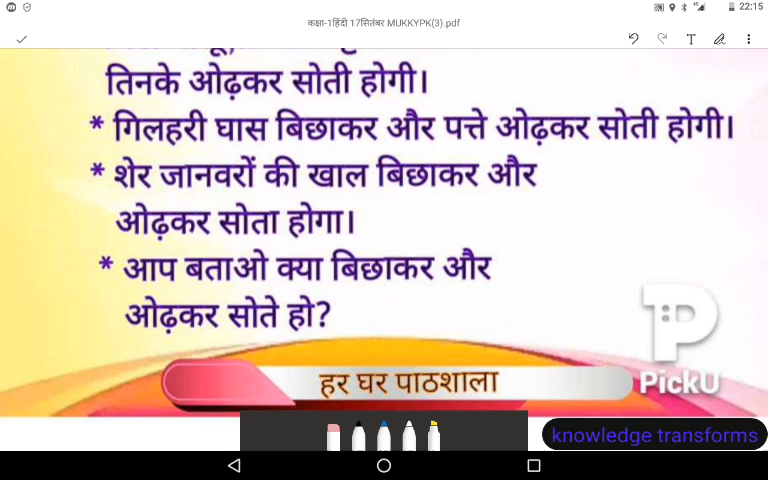 22:15
कक्षा-1हिंदी 17सितंबर MUKKYPK(3).pdf
तिनके ओढ़कर सोती होगी।
* गिलहरी घास बिछाकर और पत्ते ओढ़कर सोती होगी।
* शेर जानवरों की खाल बिछाकर और
ओढ़कर सोता होगा।
* आप बताओ क्या बिछाकर और
ओढ़कर सोते हो?
हर घर पाठशाला
PickU
knowledge transforms